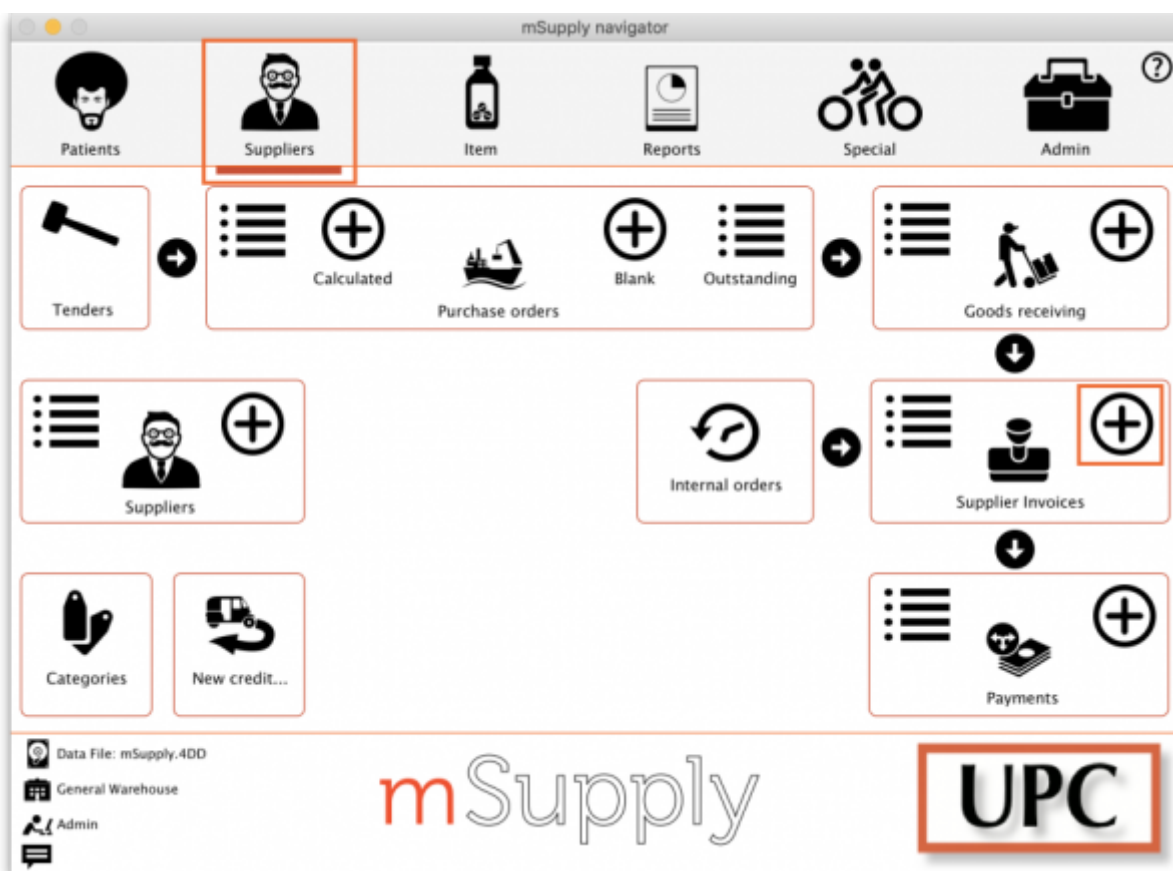 mSupply navigator
Patients
Suppliers
Item
Reports
Special
Admin
?
Tenders
Calculated
Blank
Outstanding
Purchase orders
Goods receiving
Suppliers
Internal orders
Supplier Invoices
Categories
New credit...
Payments
Data File: mSupply.4DD
General Warehouse
Admin
mSupply
UPC